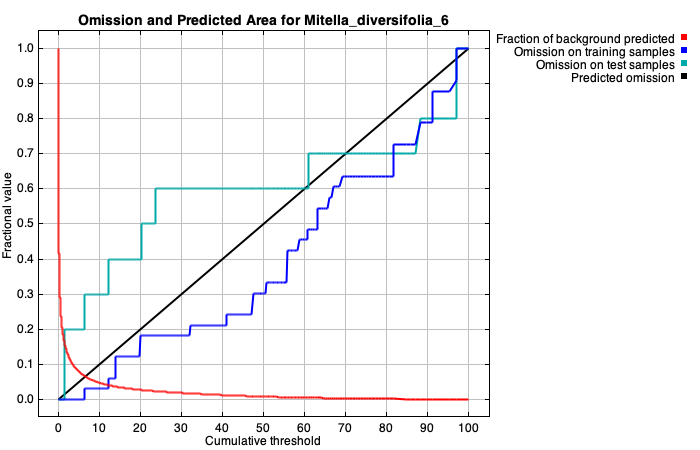 Omission and Predicted Area for Mitella_diversifolia_6
Fraction of background predicted
Omission on training samples
Omission on test samples
Predicted omission
Fractional value
1.0
0.9
0.8
0.7
0.6
0.5
0.4
0.3
0.2
0.1
0.0
0 10 20 30 40 50 60 70 80 90 100
Cumulative threshold